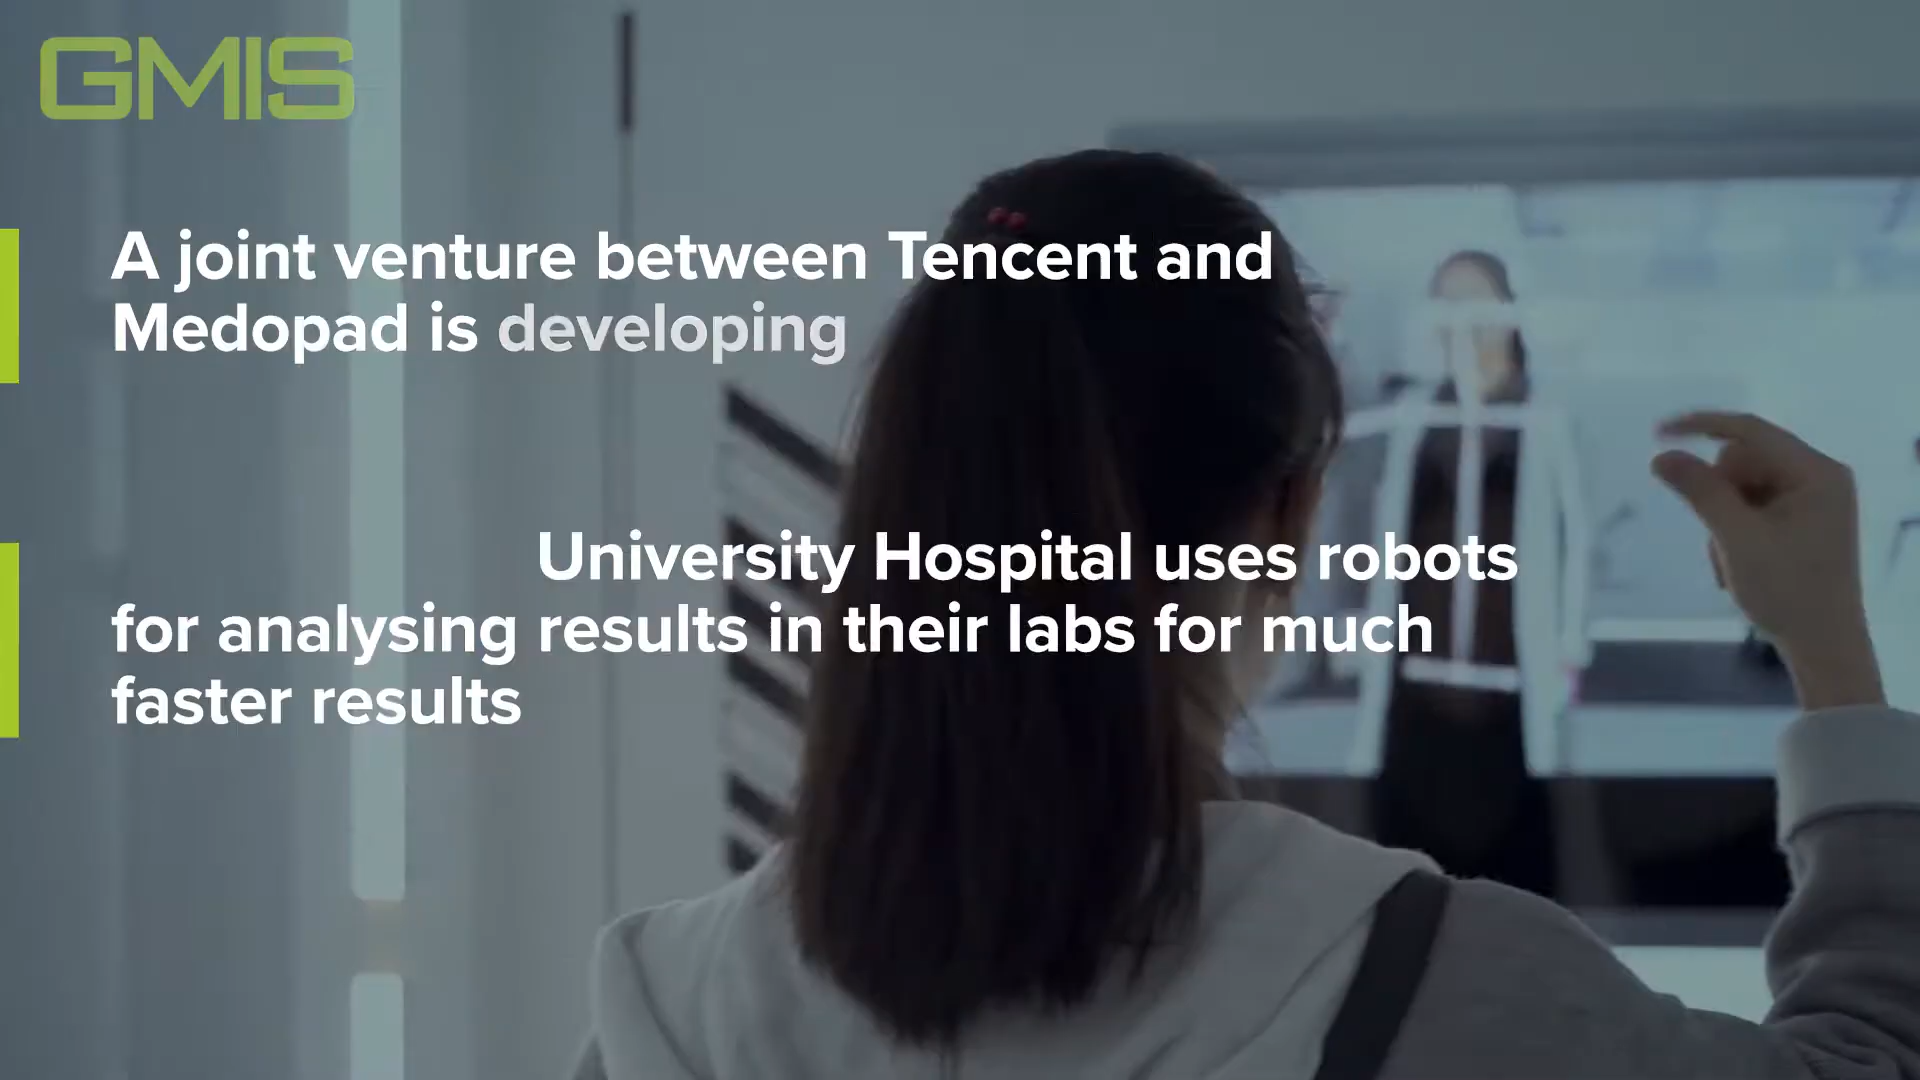 GMIS
A joint venture between Tencent and
Medopad is developing
University Hospital uses robots
for analysing results in their labs for much
faster results